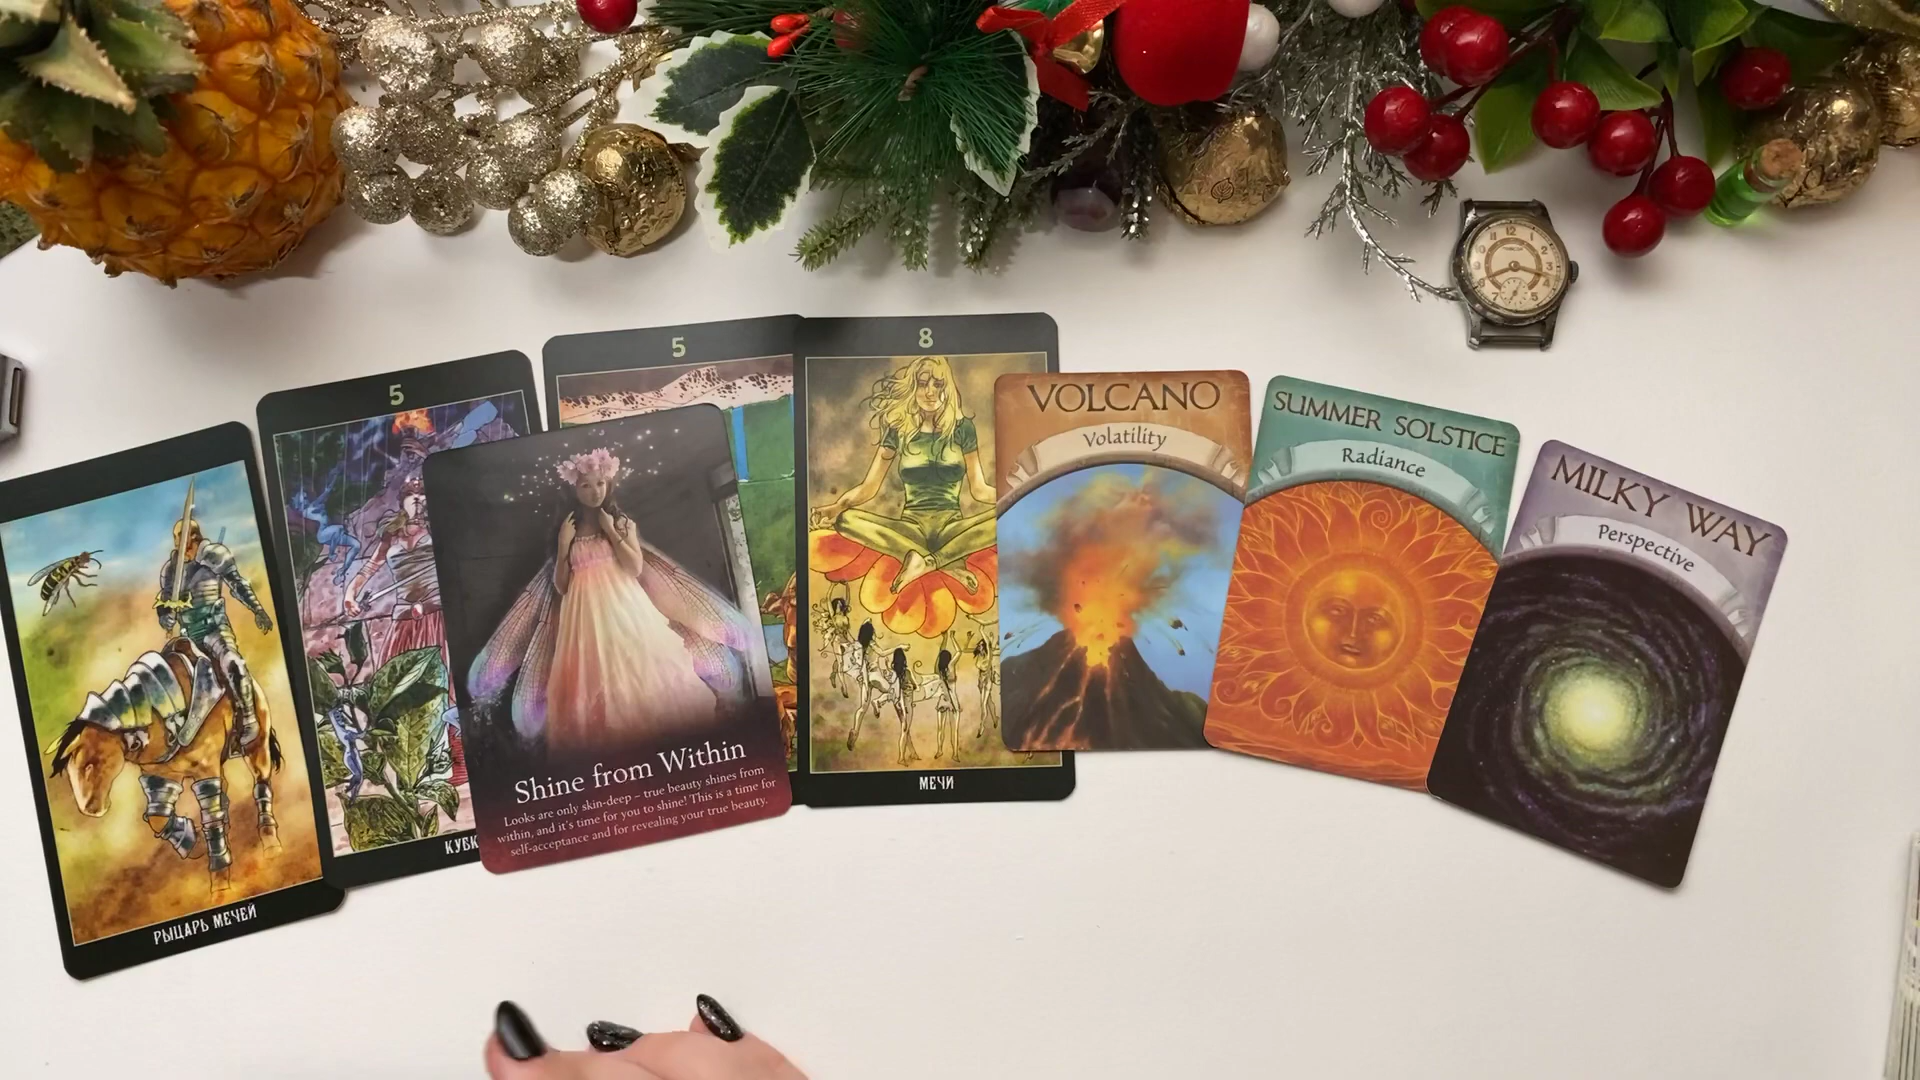 РЫЦАРЬ МЕЧЕЙ
5
КУБК
5
Shine from Within
Looks are only skin-deep – true beauty shines from
within, and it's time for you to shine! This is a time for
self-acceptance and for revealing your true beauty.
8
МЕЧИ
VOLCANO
Volatility
SUMMER SOLSTICE
Radiance
MILKY WAY
Perspective